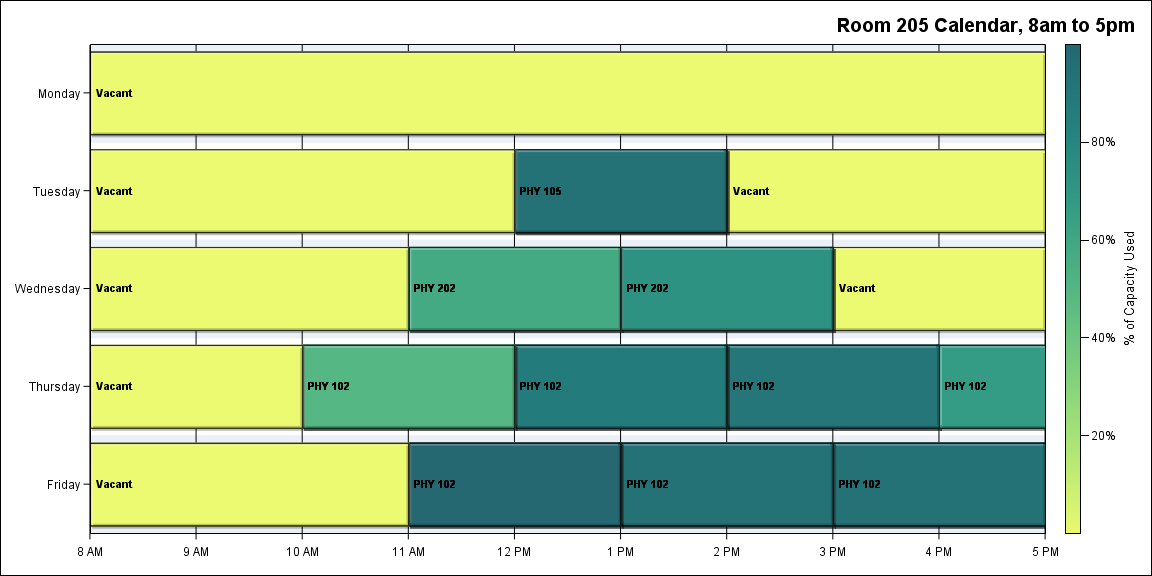 Room 205 Calendar, 8am to 5pm
Monday
Vacant
Tuesday
Vacant
PHY 105
Vacant
Wednesday
Vacant
PHY 202
PHY 202
Vacant
Thursday
Vacant
PHY 102
PHY 102
PHY 102
PHY 102
Friday
Vacant
PHY 102
PHY 102
PHY 102
8 AM
9 AM
10 AM
11 AM
12 PM
1 PM
2 PM
3 PM
4 PM
5 PM
80%
60%
40%
20%
% of Capacity Used